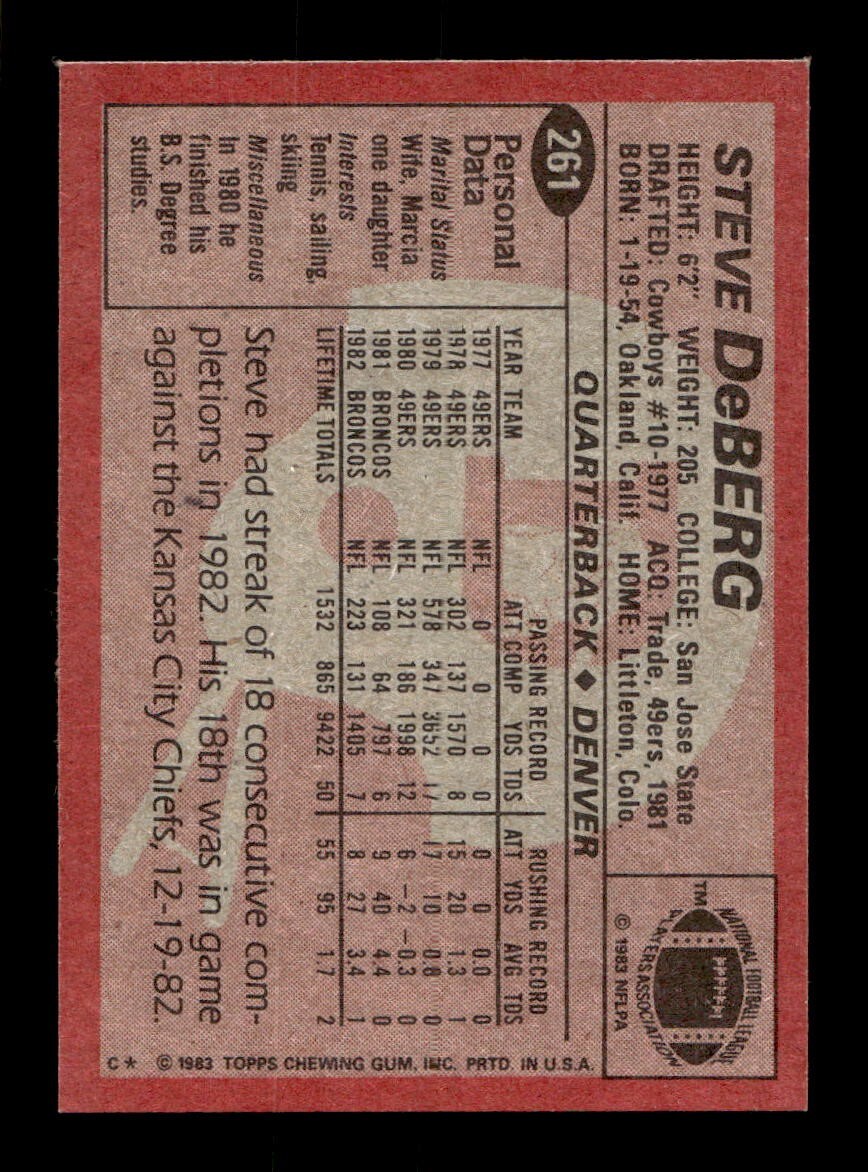 STEVE DeBERG
HEIGHT: 6'2" WEIGHT: 205 COLLEGE: San Jose State
DRAFTED: Cowboys #10-1977 ACQ: Trade, 49ers, 1981
BORN: 1-19-54, Oakland, Calif. HOME: Littleton, Colo.
NATIONAL FOOTBALL LEAGUE
PLAYERS ASSOCIATION
TM
© 1983 NFLPA
261
QUARTERBACK ♦ DENVER
Personal
Data
Marital Status
Wife, Marcia
one daughter
Interests
Tennis, sailing,
skiing
Miscellaneous
In 1980 he
finished his
B.S. Degree
studies.
PASSING RECORD RUSHING RECORD
YEAR TEAM ATT COMP YDS TDS ATT YDS AVG TDS
1977 49ERS NFL 0 0 0 0 0 0 0.0 0
1978 49ERS NFL 302 137 1570 8 15 20 1.3 1
1979 49ERS NFL 578 347 3652 17 17 10 0.6 0
1980 49ERS NFL 321 186 1998 12 6 -2 -0.3 0
1981 BRONCOS NFL 108 64 797 6 9 40 4.4 0
1982 BRONCOS NFL 223 131 1405 7 8 27 3.4 1
LIFETIME TOTALS 1532 865 9422 50 55 95 1.7 2
Steve had streak of 18 consecutive com-
pletions in 1982. His 18th was in game
against the Kansas City Chiefs, 12-19-82.
C* © 1983 TOPPS CHEWING GUM, INC. PRTD. IN U.S.A.